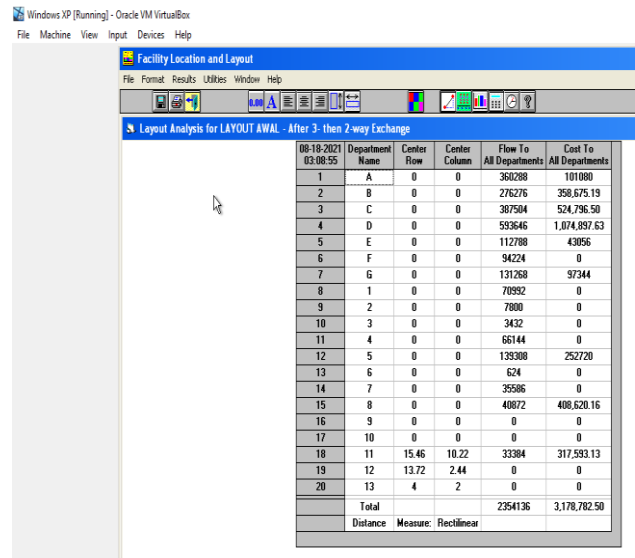 Windows XP [Running] - Oracle VM VirtualBox
File Machine View Input Devices Help
Facility Location and Layout
File Format Results Utilities Window Help
0.00 A ?
Layout Analysis for LAYOUT AWAL - After 3- then 2-way Exchange
08-18-2021 03:08:55 Department Name Center Row Center Column Flow To All Departments Cost To All Departments
1 A 0 0 360288 101080
2 B 0 0 276276 358,675.19
3 C 0 0 387504 524,796.50
4 D 0 0 593646 1,074,897.63
5 E 0 0 112788 43056
6 F 0 0 94224 0
7 G 0 0 131268 97344
8 1 0 0 70992 0
9 2 0 0 7800 0
10 3 0 0 3432 0
11 4 0 0 66144 0
12 5 0 0 139308 252720
13 6 0 0 624 0
14 7 0 0 35586 0
15 8 0 0 40872 408,620.16
16 9 0 0 0 0
17 10 0 0 0 0
18 11 15.46 10.22 33384 317,593.13
19 12 13.72 2.44 0 0
20 13 4 2 0 0
Total 2354136 3,178,782.50
Distance Measure: Rectilinear